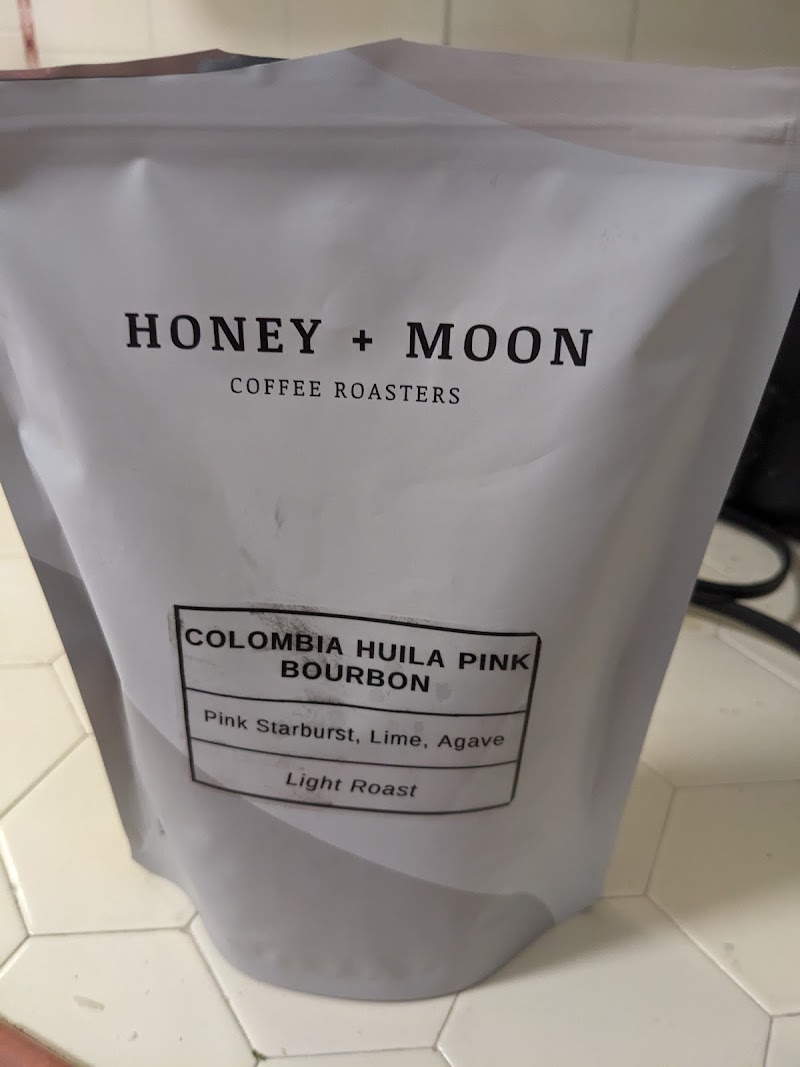 HONEY + MOON
COFFEE ROASTERS
COLOMBIA HUILA PINK
BOURBON
Pink Starburst, Lime, Agave
Light Roast